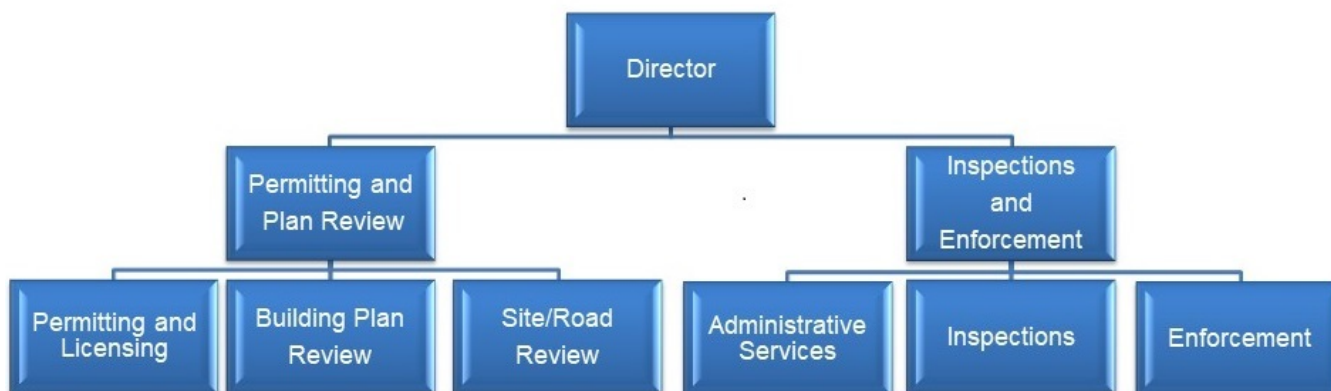 Director
Permitting and
Plan Review
Inspections
and
Enforcement
Permitting and
Licensing
Building Plan
Review
Site/Road
Review
Administrative
Services
Inspections
Enforcement